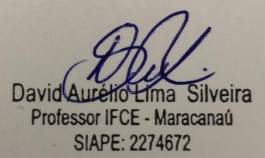 David Aurélio Lima Silveira
Professor IFCE - Maracanaú
SIAPE: 2274672